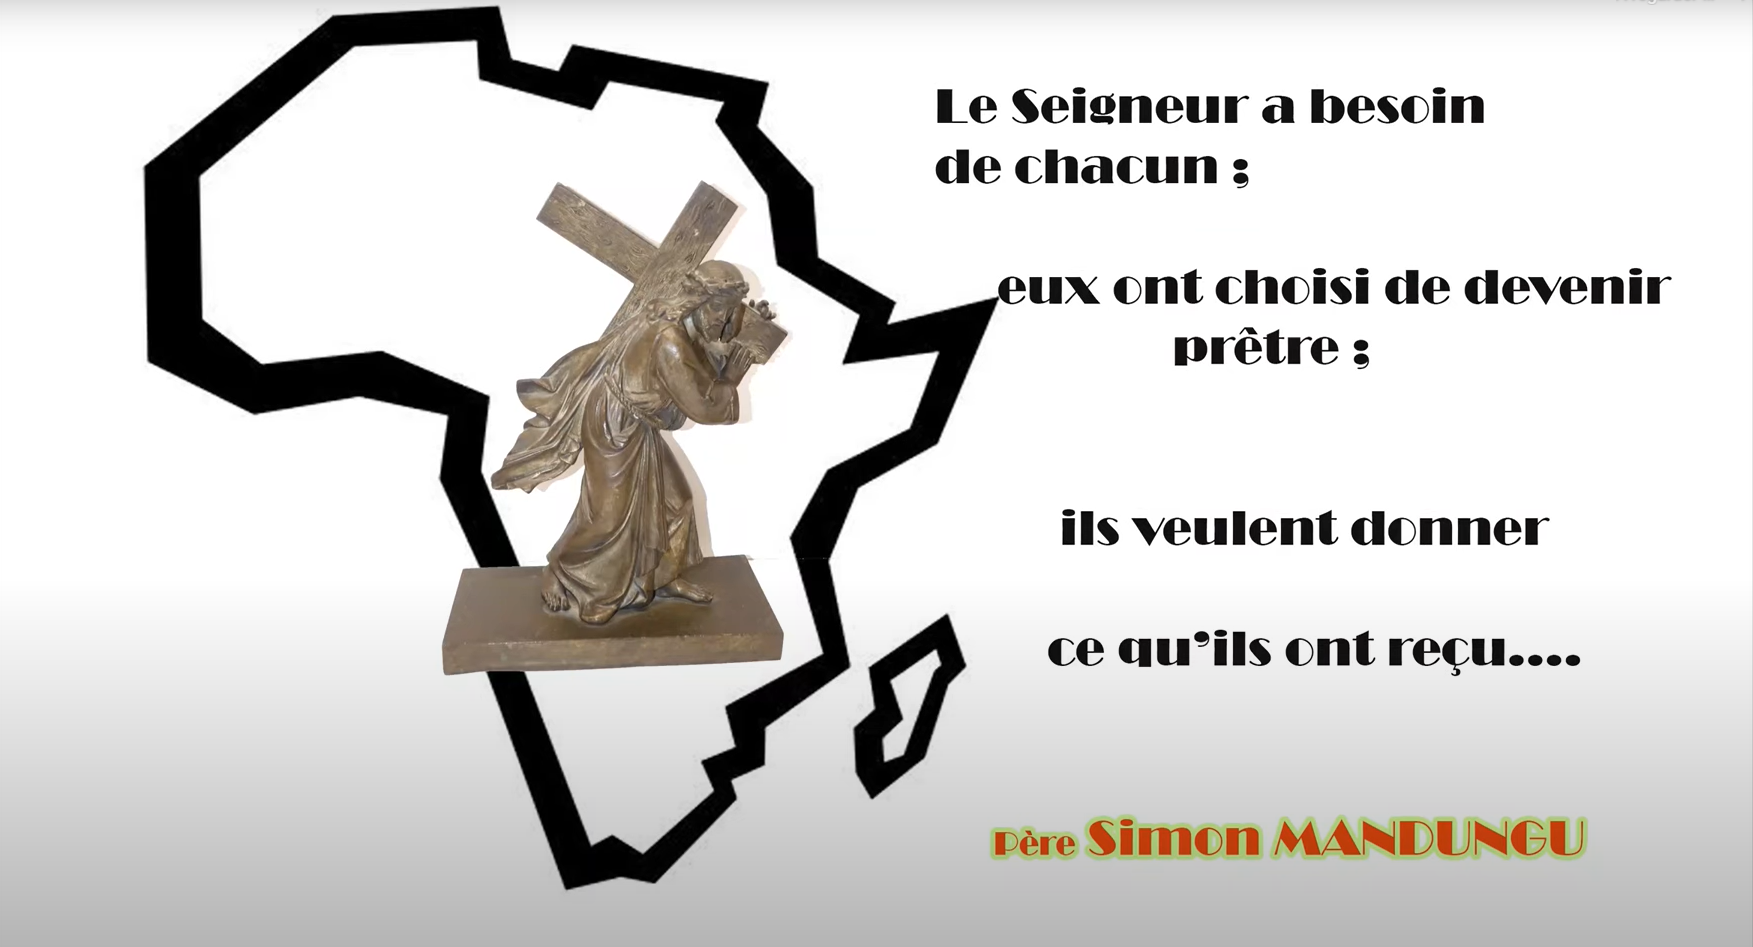 Le Seigneur a besoin
de chacun ;
eux ont choisi de devenir
prêtre ;
ils veulent donner
ce qu'ils ont reçu....
Père Simon MANDUNGU